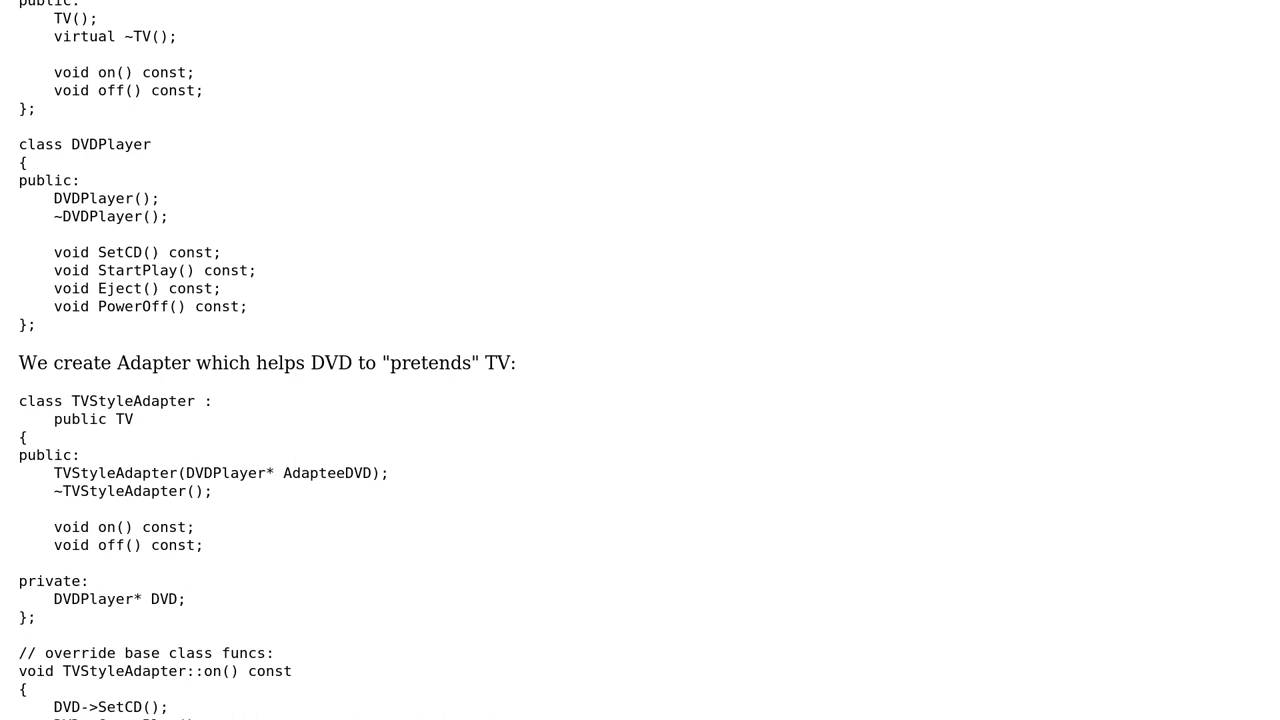 public:
    TV();
    virtual ~TV();

    void on() const;
    void off() const;
};

class DVDPlayer
{
public:
    DVDPlayer();
    ~DVDPlayer();

    void SetCD() const;
    void StartPlay() const;
    void Eject() const;
    void PowerOff() const;
};

We create Adapter which helps DVD to "pretends" TV:

class TVStyleAdapter :
    public TV
{
public:
    TVStyleAdapter(DVDPlayer* AdapteeDVD);
    ~TVStyleAdapter();

    void on() const;
    void off() const;

private:
    DVDPlayer* DVD;
};

// override base class funcs:
void TVStyleAdapter::on() const
{
    DVD->SetCD();